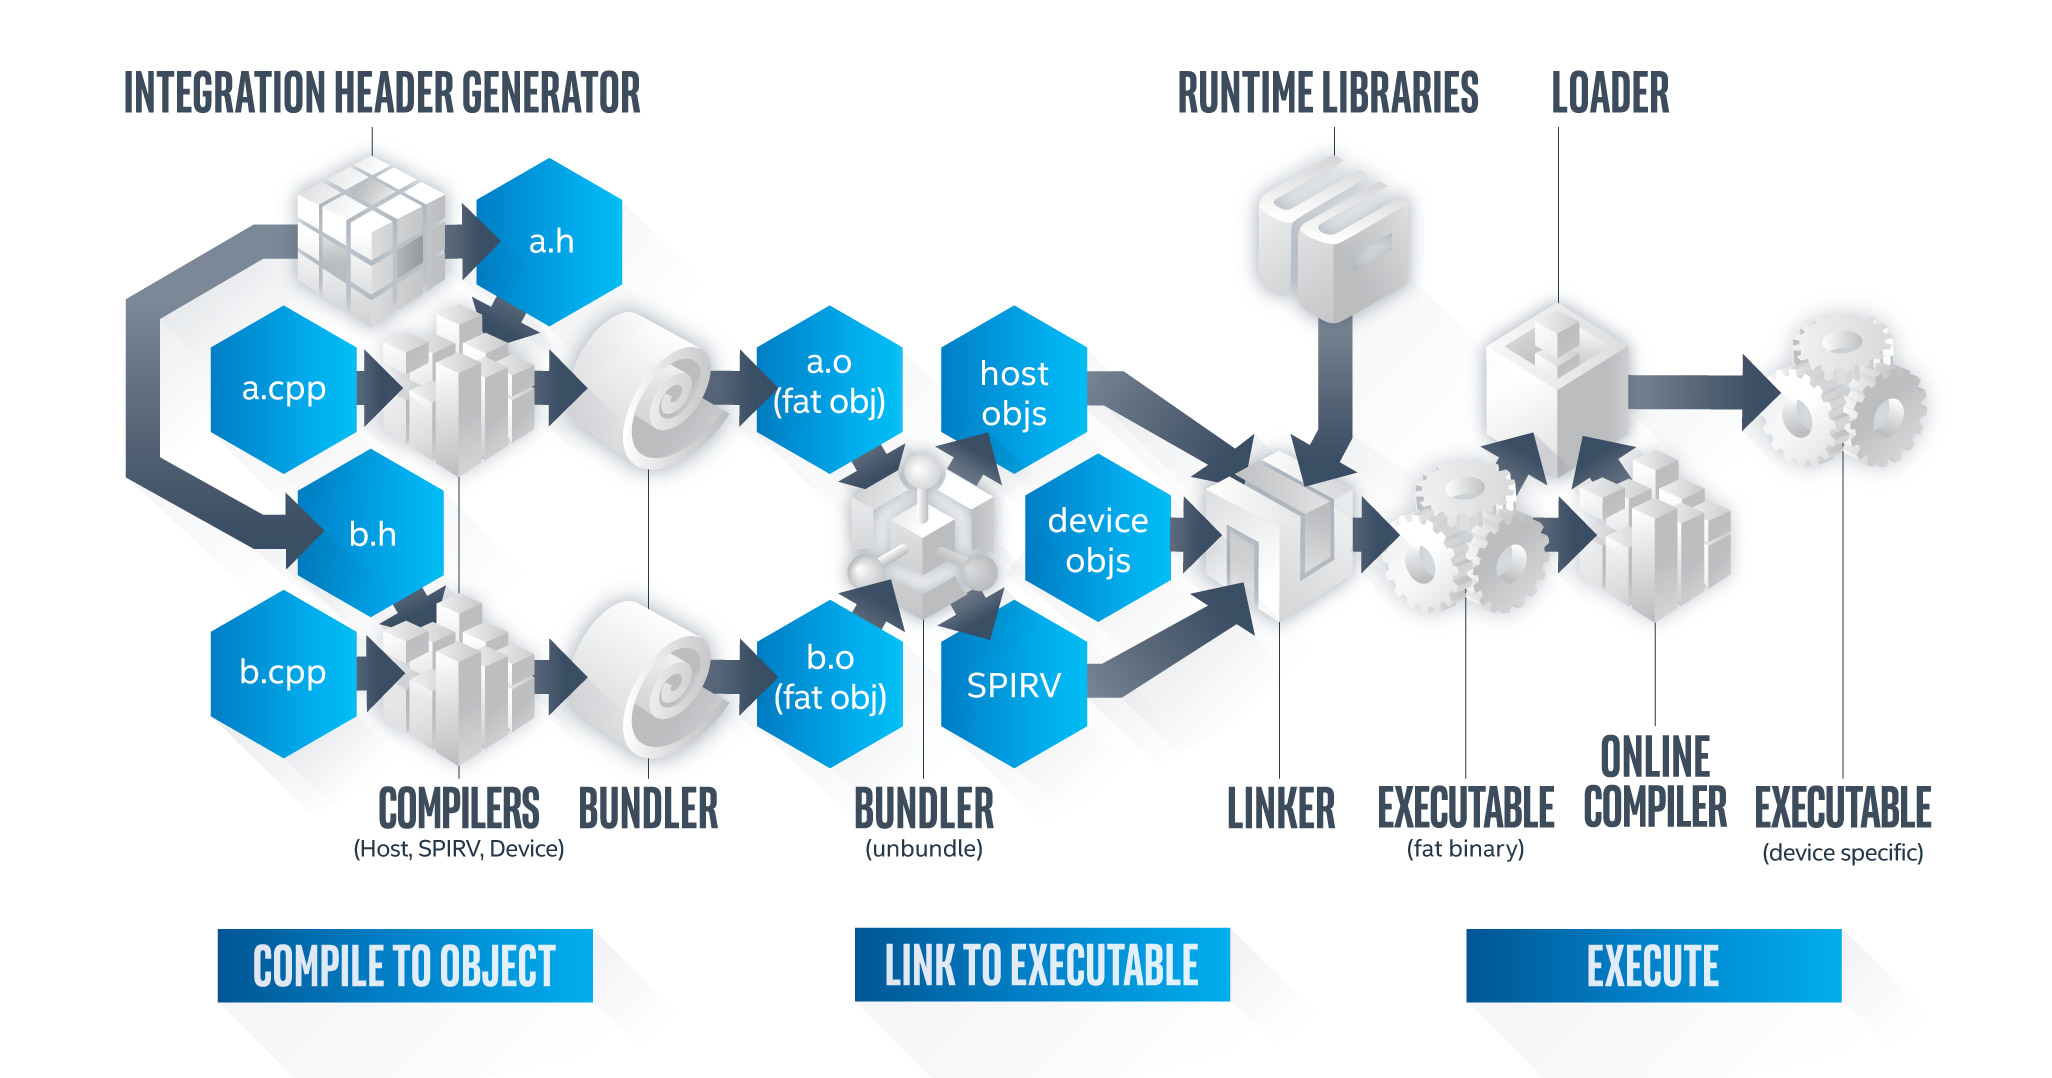 INTEGRATION HEADER GENERATOR
RUNTIME LIBRARIES
LOADER
a.h
a.cpp
b.h
b.cpp
a.o
(fat obj)
b.o
(fat obj)
host
objs
device
objs
SPIRV
COMPILERS
(Host, SPIRV, Device)
BUNDLER
BUNDLER
(unbundle)
LINKER
EXECUTABLE
(fat binary)
ONLINE
COMPILER
EXECUTABLE
(device specific)
COMPILE TO OBJECT
LINK TO EXECUTABLE
EXECUTE